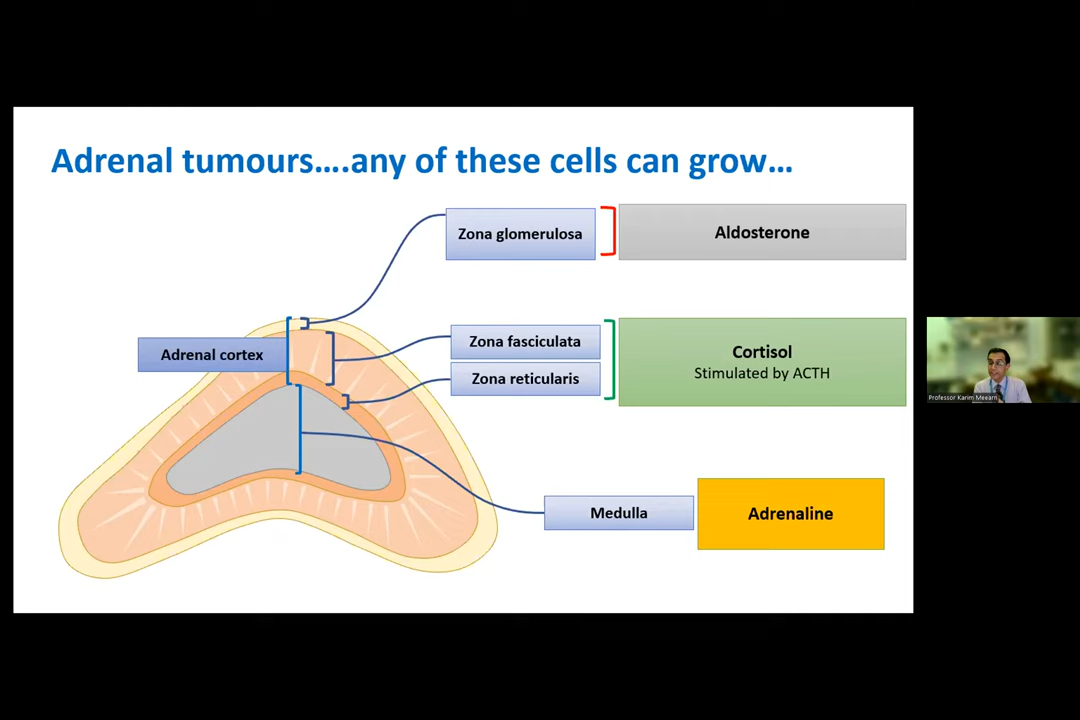 Adrenal tumours….any of these cells can grow…
Zona glomerulosa
Aldosterone
Adrenal cortex
Zona fasciculata
Zona reticularis
Cortisol
Stimulated by ACTH
Medulla
Adrenaline
Professor Karim Meeran